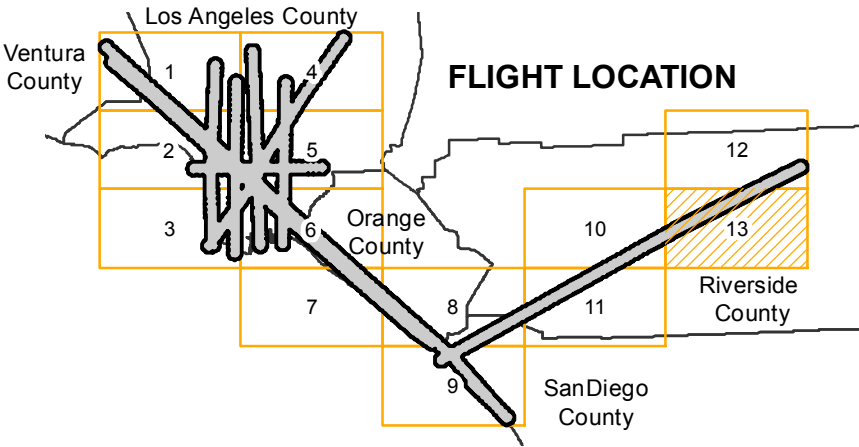 Los Angeles County
Ventura
County
1
4
FLIGHT LOCATION
2
5
12
3
6
Orange
County
10
13
7
8
11
Riverside
County
9
SanDiego
County